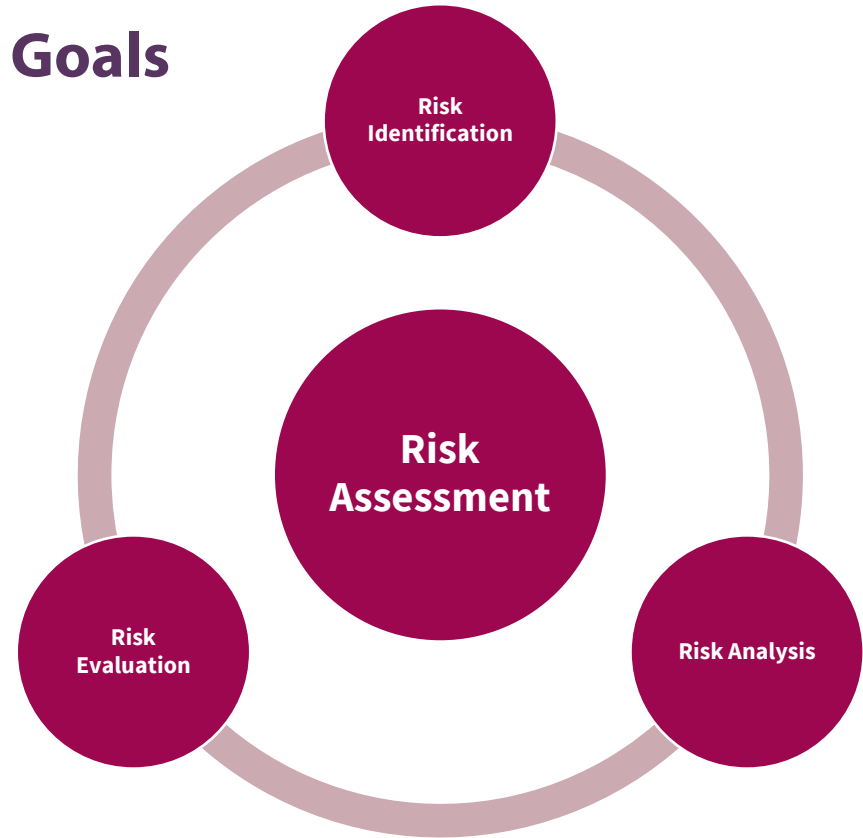 Goals
Risk
Identification
Risk
Assessment
Risk
Evaluation
Risk Analysis